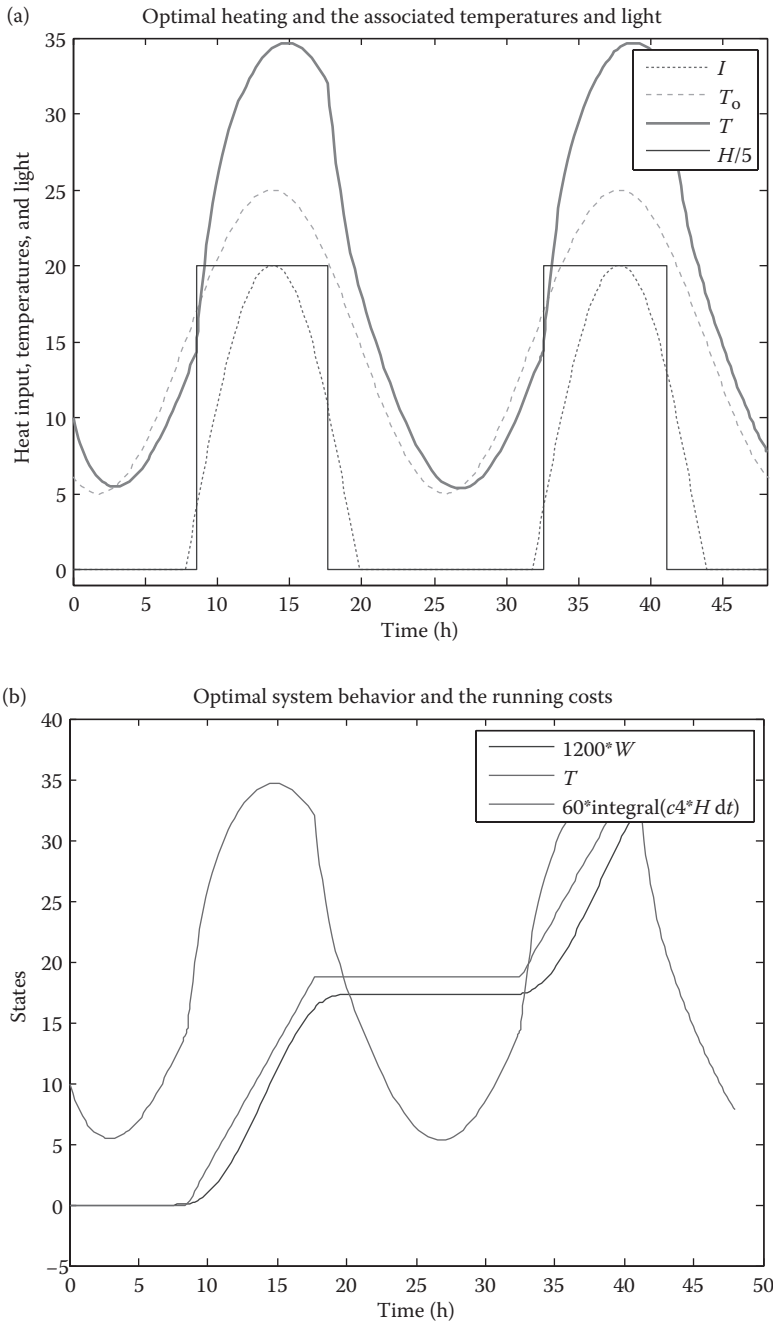 (a)
Optimal heating and the associated temperatures and light
35
30
25
20
15
10
5
0
Heat input, temperatures, and light
I
To
T
H/5
0 5 10 15 20 25 30 35 40 45
Time (h)
(b)
Optimal system behavior and the running costs
40
35
30
25
20
15
10
5
0
−5
States
1200*W
T
60*integral(c4*H dt)
0 5 10 15 20 25 30 35 40 45 50
Time (h)